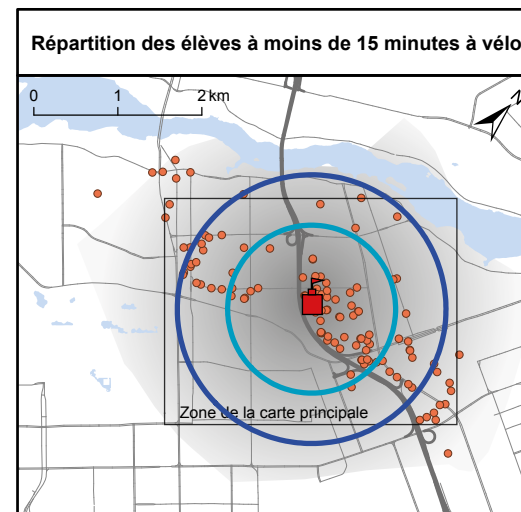 Répartition des élèves à moins de 15 minutes à vélo
0 1 2 km
N
Zone de la carte principale